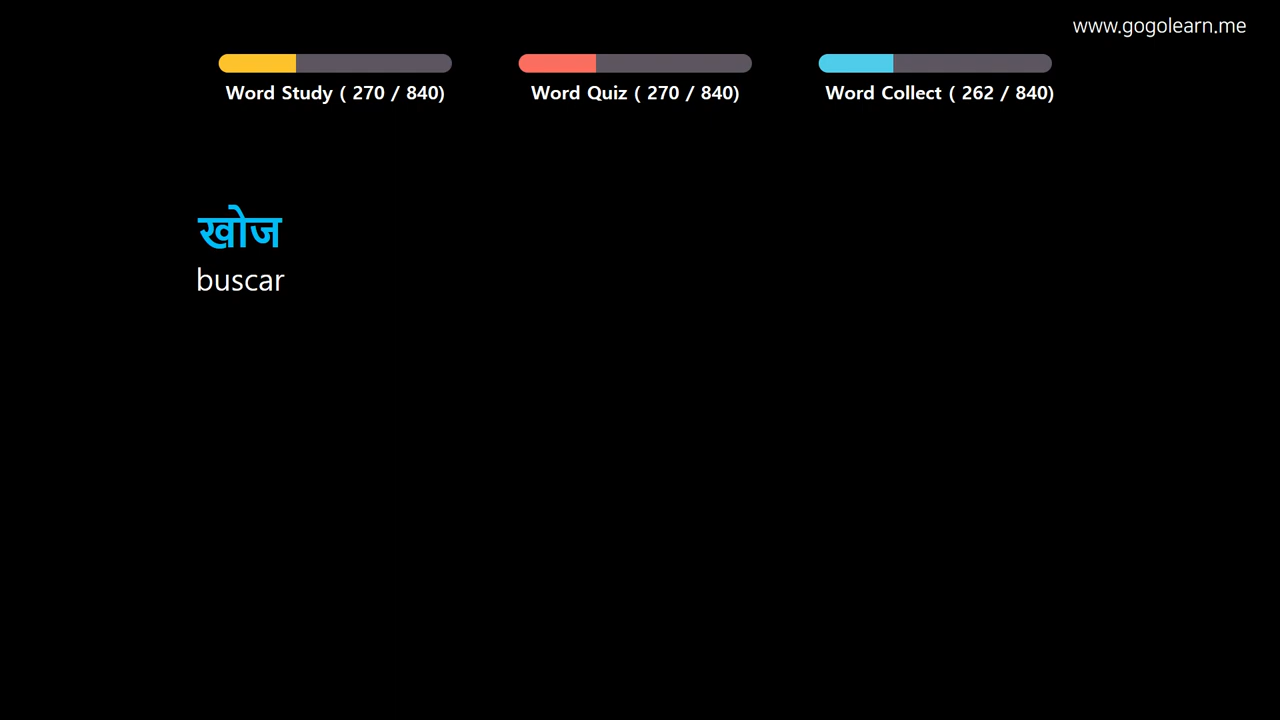 www.gogolearn.me
Word Study ( 270 / 840)
Word Quiz ( 270 / 840)
Word Collect ( 262 / 840)
खोज
buscar